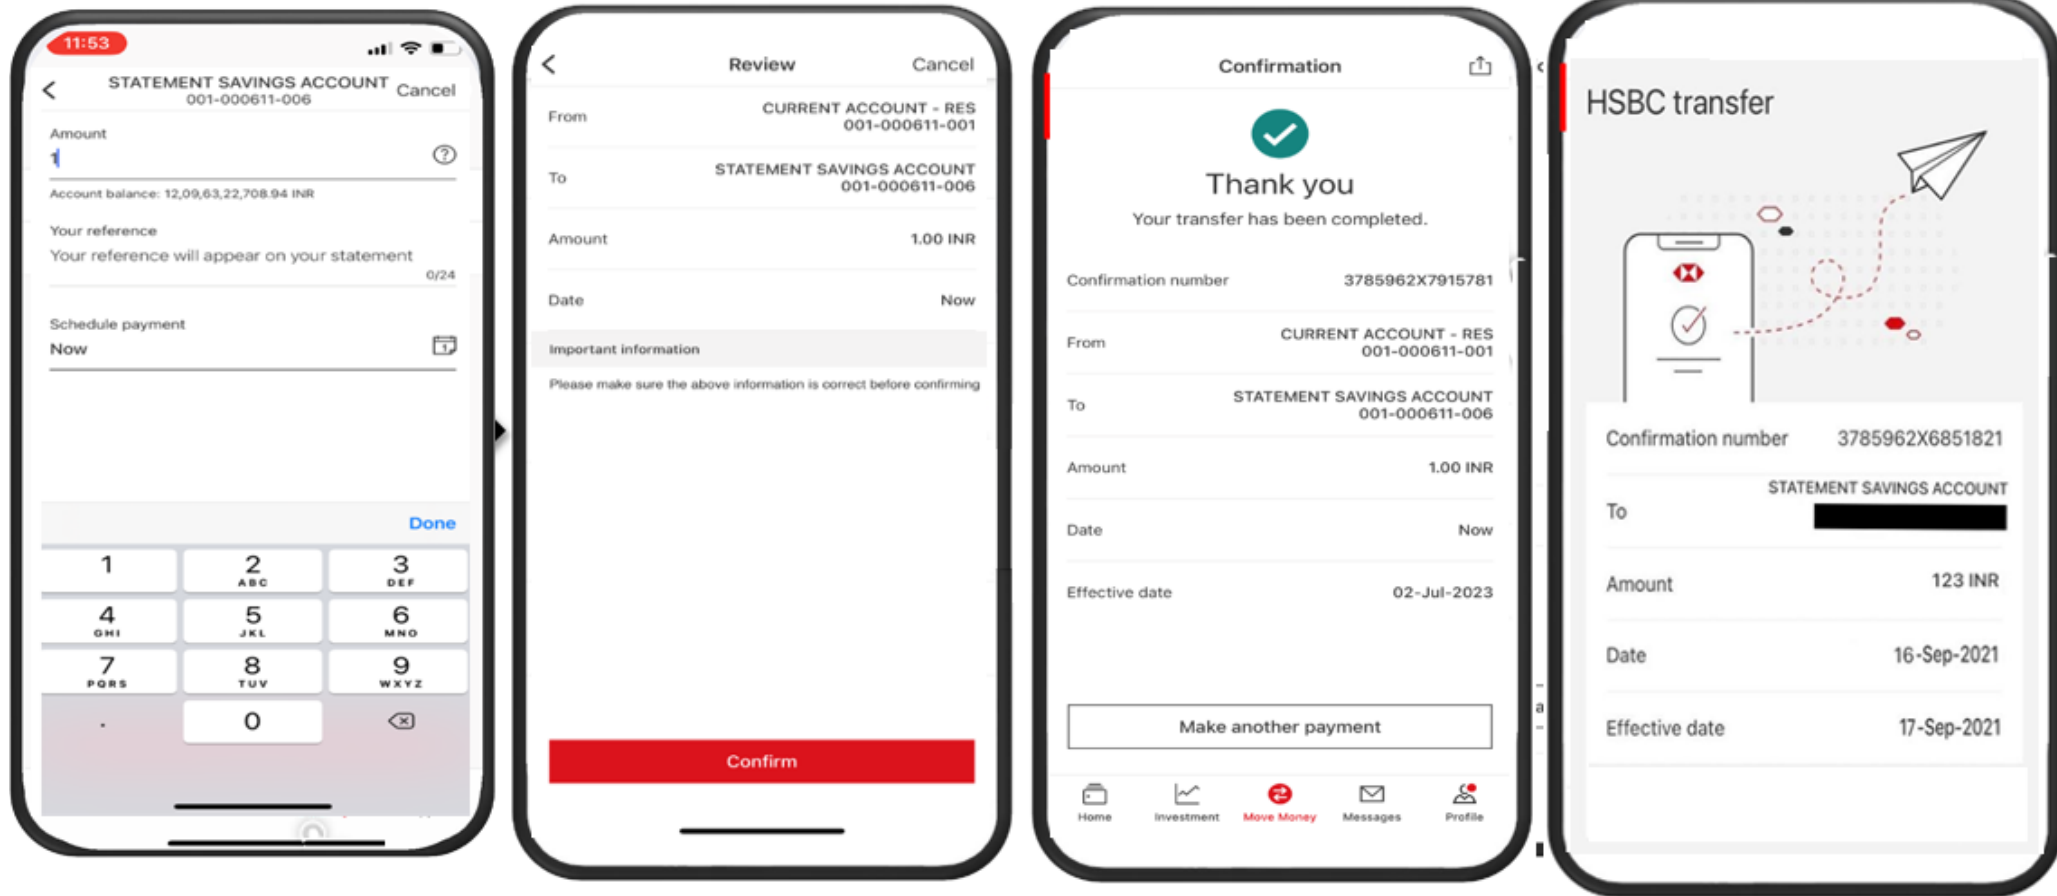 11:53
STATEMENT SAVINGS ACCOUNT
001-000611-006
Cancel
Amount
1
Account balance: 12,09,63,22,708.94 INR
Your reference
Your reference will appear on your statement
0/24
Schedule payment
Now
1
Done
1
2
ABC
3
DEF
4
GHI
5
JKL
6
MNO
7
PQRS
8
TUV
9
WXYZ
.
0
Review
Cancel
From
CURRENT ACCOUNT - RES
001-000611-001
To
STATEMENT SAVINGS ACCOUNT
001-000611-006
Amount
1.00 INR
Date
Now
Important information
Please make sure the above information is correct before confirming
Confirm
Confirmation
Thank you
Your transfer has been completed.
Confirmation number
3785962X7915781
From
CURRENT ACCOUNT - RES
001-000611-001
To
STATEMENT SAVINGS ACCOUNT
001-000611-006
Amount
1.00 INR
Date
Now
Effective date
02-Jul-2023
Make another payment
Home
Investment
Move Money
Messages
Profile
HSBC transfer
Confirmation number
3785962X6851821
STATEMENT SAVINGS ACCOUNT
To
Amount
123 INR
Date
16-Sep-2021
Effective date
17-Sep-2021